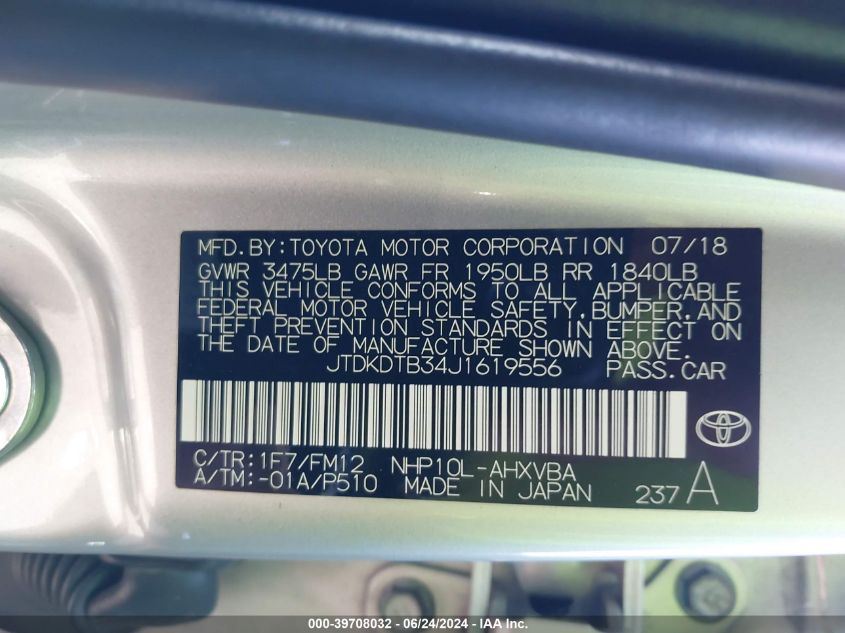 MFD.BY:TOYOTA MOTOR CORPORATION 07/18
GVWR 3475LB GAWR FR 1950LB RR 1840LB
THIS VEHICLE CONFORMS TO ALL APPLICABLE
FEDERAL MOTOR VEHICLE SAFETY,BUMPER,AND
THEFT PREVENTION STANDARDS IN EFFECT ON
THE DATE OF MANUFACTURE SHOWN ABOVE.
JTDKDTB34J1619556 PASS.CAR
C/TR:1F7/FM12 NHP10L-AHXVBA
A/TM:-01A/P510 MADE IN JAPAN 237 A
000-39708032 / 06/24/2024 - IAA Inc.